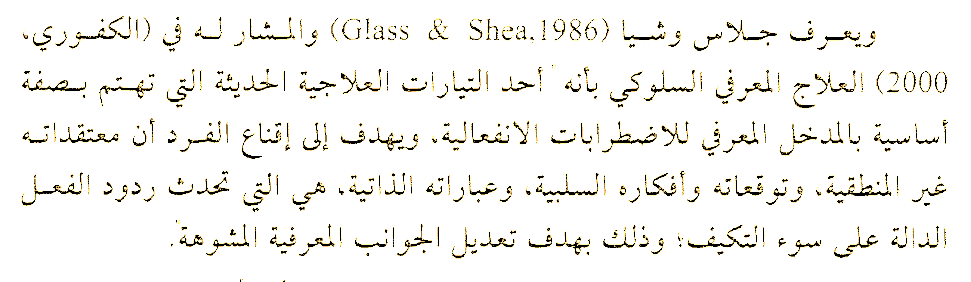 ويعرف جلاس وشيا (Glass & Shea,1986) والمشار له في (الكفوري،
2000) العلاج المعرفي السلوكي بأنه "أحد التيارات العلاجية الحديثة التي تهتم بصفة
أساسية بالمدخل المعرفي للاضطرابات الانفعالية، ويهدف إلى إقناع الفرد أن معتقداته
غير المنطقية، وتوقعاته وأفكاره السلبية، وعباراته الذاتية، هي التي تحدث ردود الفعل
الدالة على سوء التكيف؛ وذلك بهدف تعديل الجوانب المعرفية المشوهة".